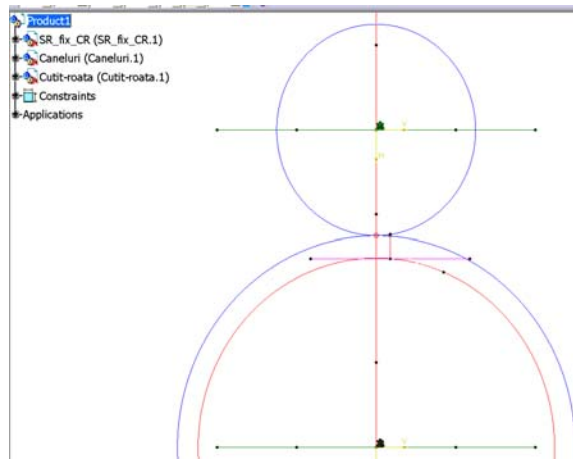 Product1
SR_fix_CR (SR_fix_CR.1)
Caneluri (Caneluri.1)
Cutit-roata (Cutit-roata.1)
Constraints
Applications
Y
Y